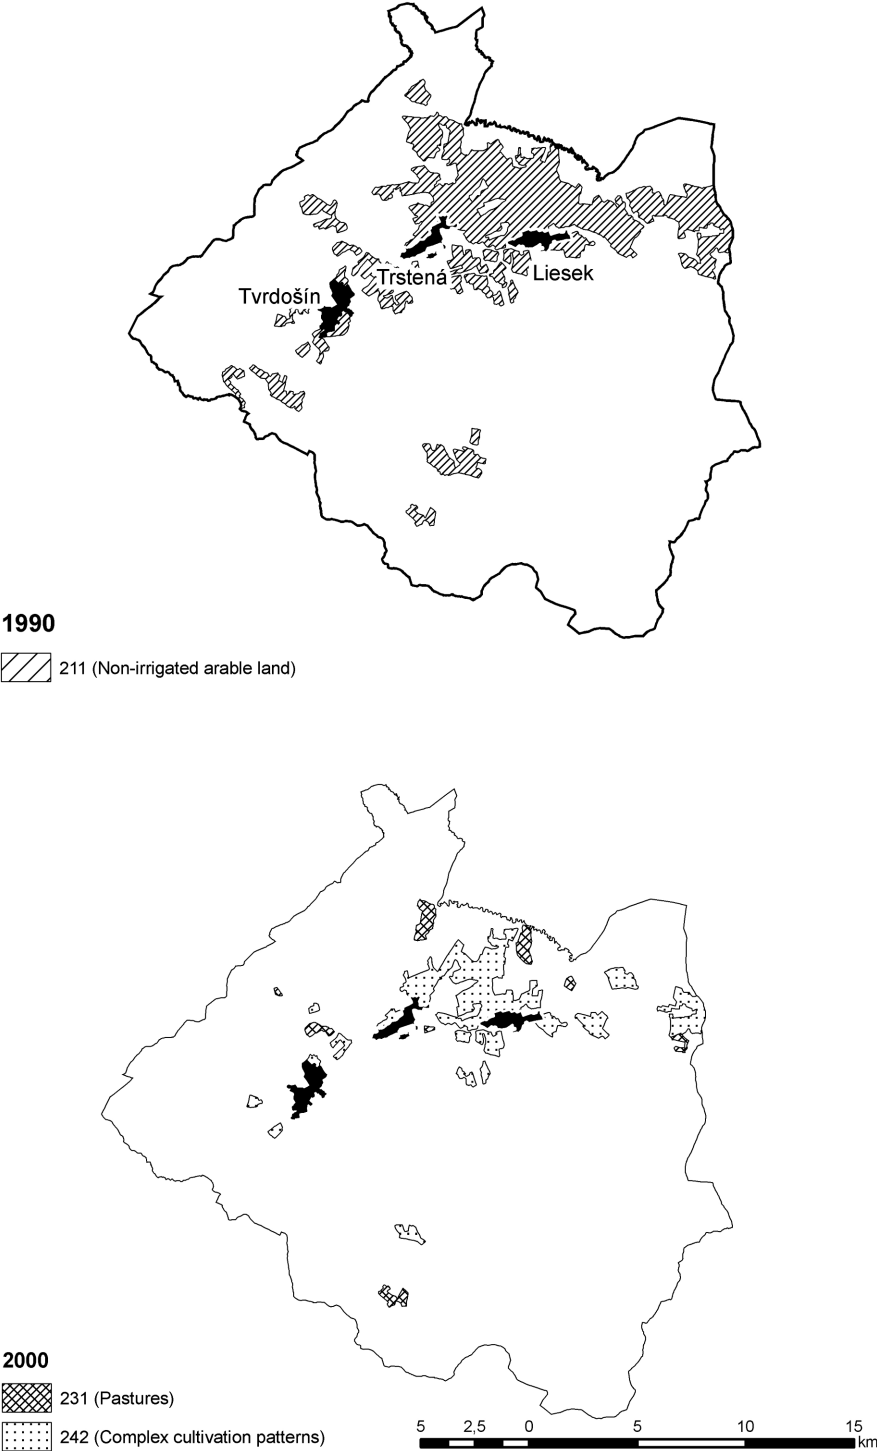 Trstená
Liesek
Tvrdošín
1990
211 (Non-irrigated arable land)
2000
231 (Pastures)
242 (Complex cultivation patterns)
5 2,5 0 5 10 15
km